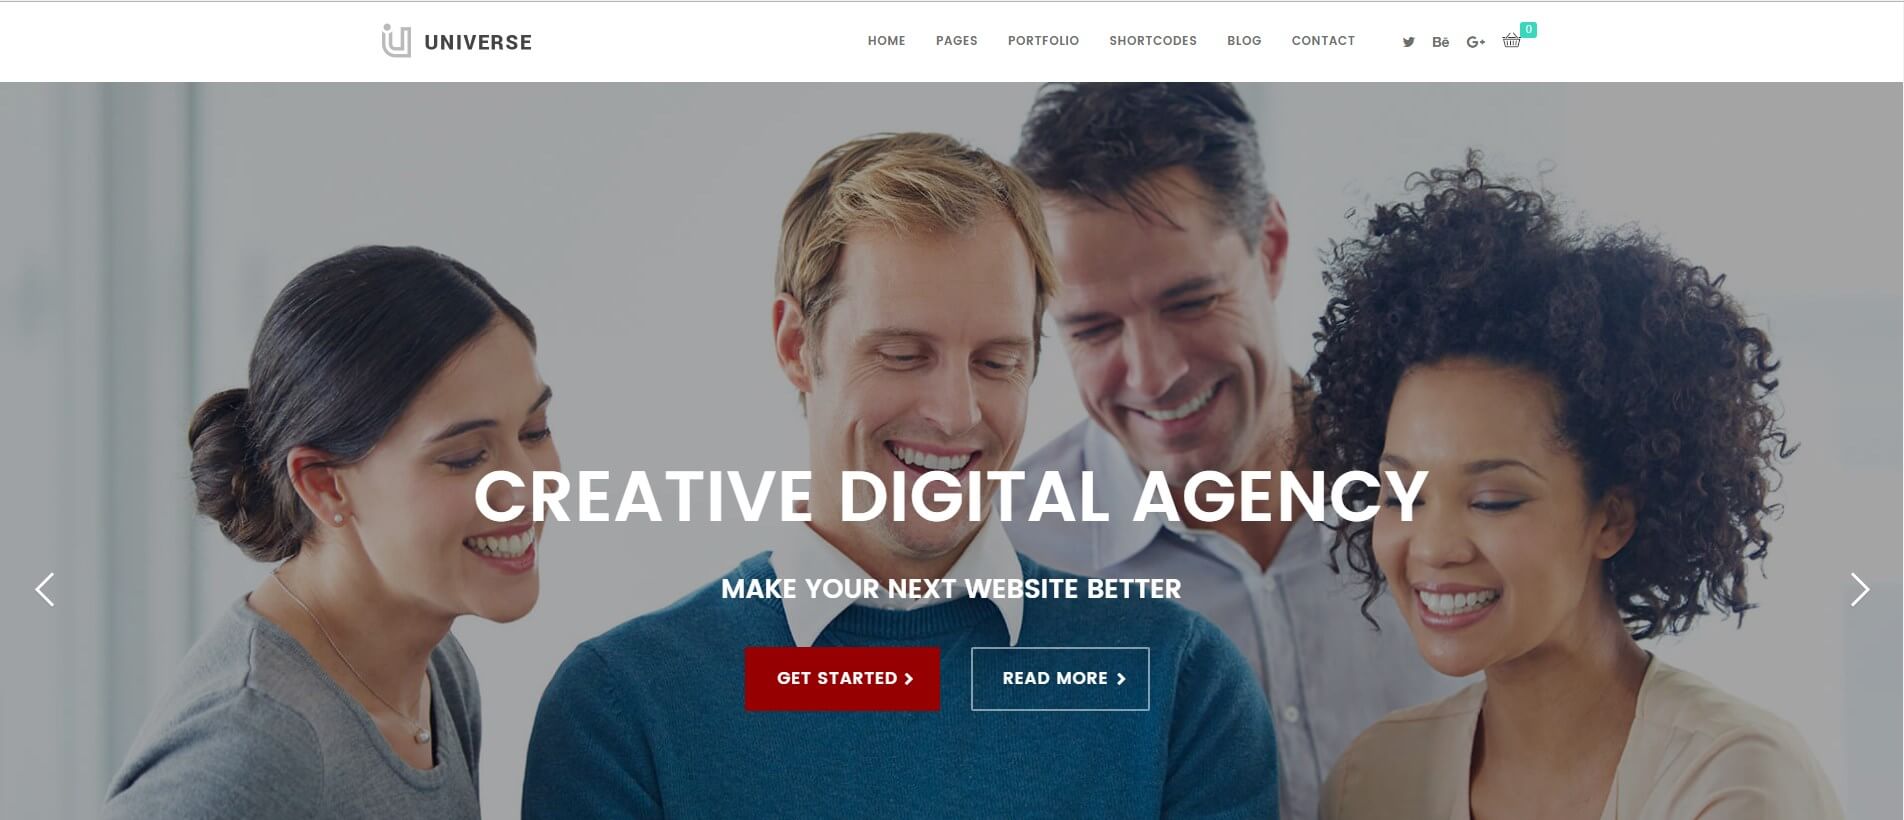 UNIVERSE
HOME PAGES PORTFOLIO SHORTCODES BLOG CONTACT Bē G+ 0
CREATIVE DIGITAL AGENCY
MAKE YOUR NEXT WEBSITE BETTER
GET STARTED READ MORE